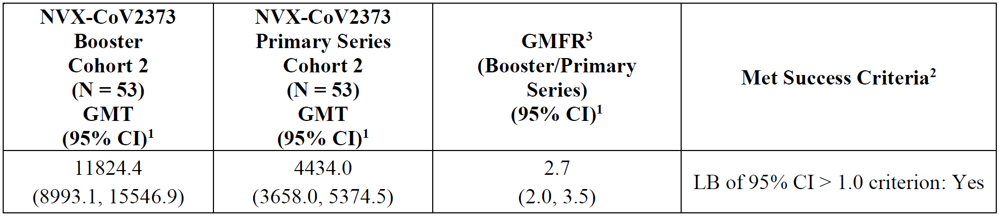 NVX-CoV2373
Booster
Cohort 2
(N = 53)
GMT
(95% CI)1
NVX-CoV2373
Primary Series
Cohort 2
(N = 53)
GMT
(95% CI)1
GMFR3
(Booster/Primary
Series)
(95% CI)1
Met Success Criteria2
11824.4
(8993.1, 15546.9)
4434.0
(3658.0, 5374.5)
2.7
(2.0, 3.5)
LB of 95% CI > 1.0 criterion: Yes